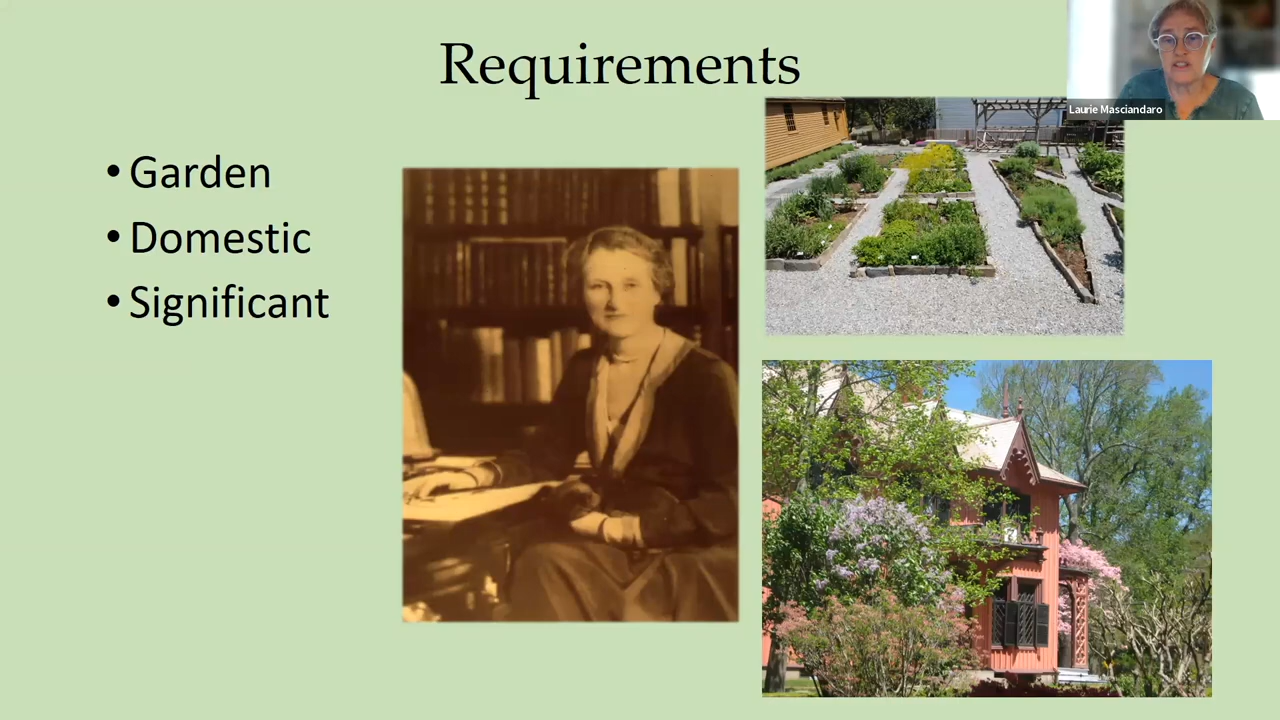 Requirements
Laurie Masciandaro
• Garden
• Domestic
• Significant